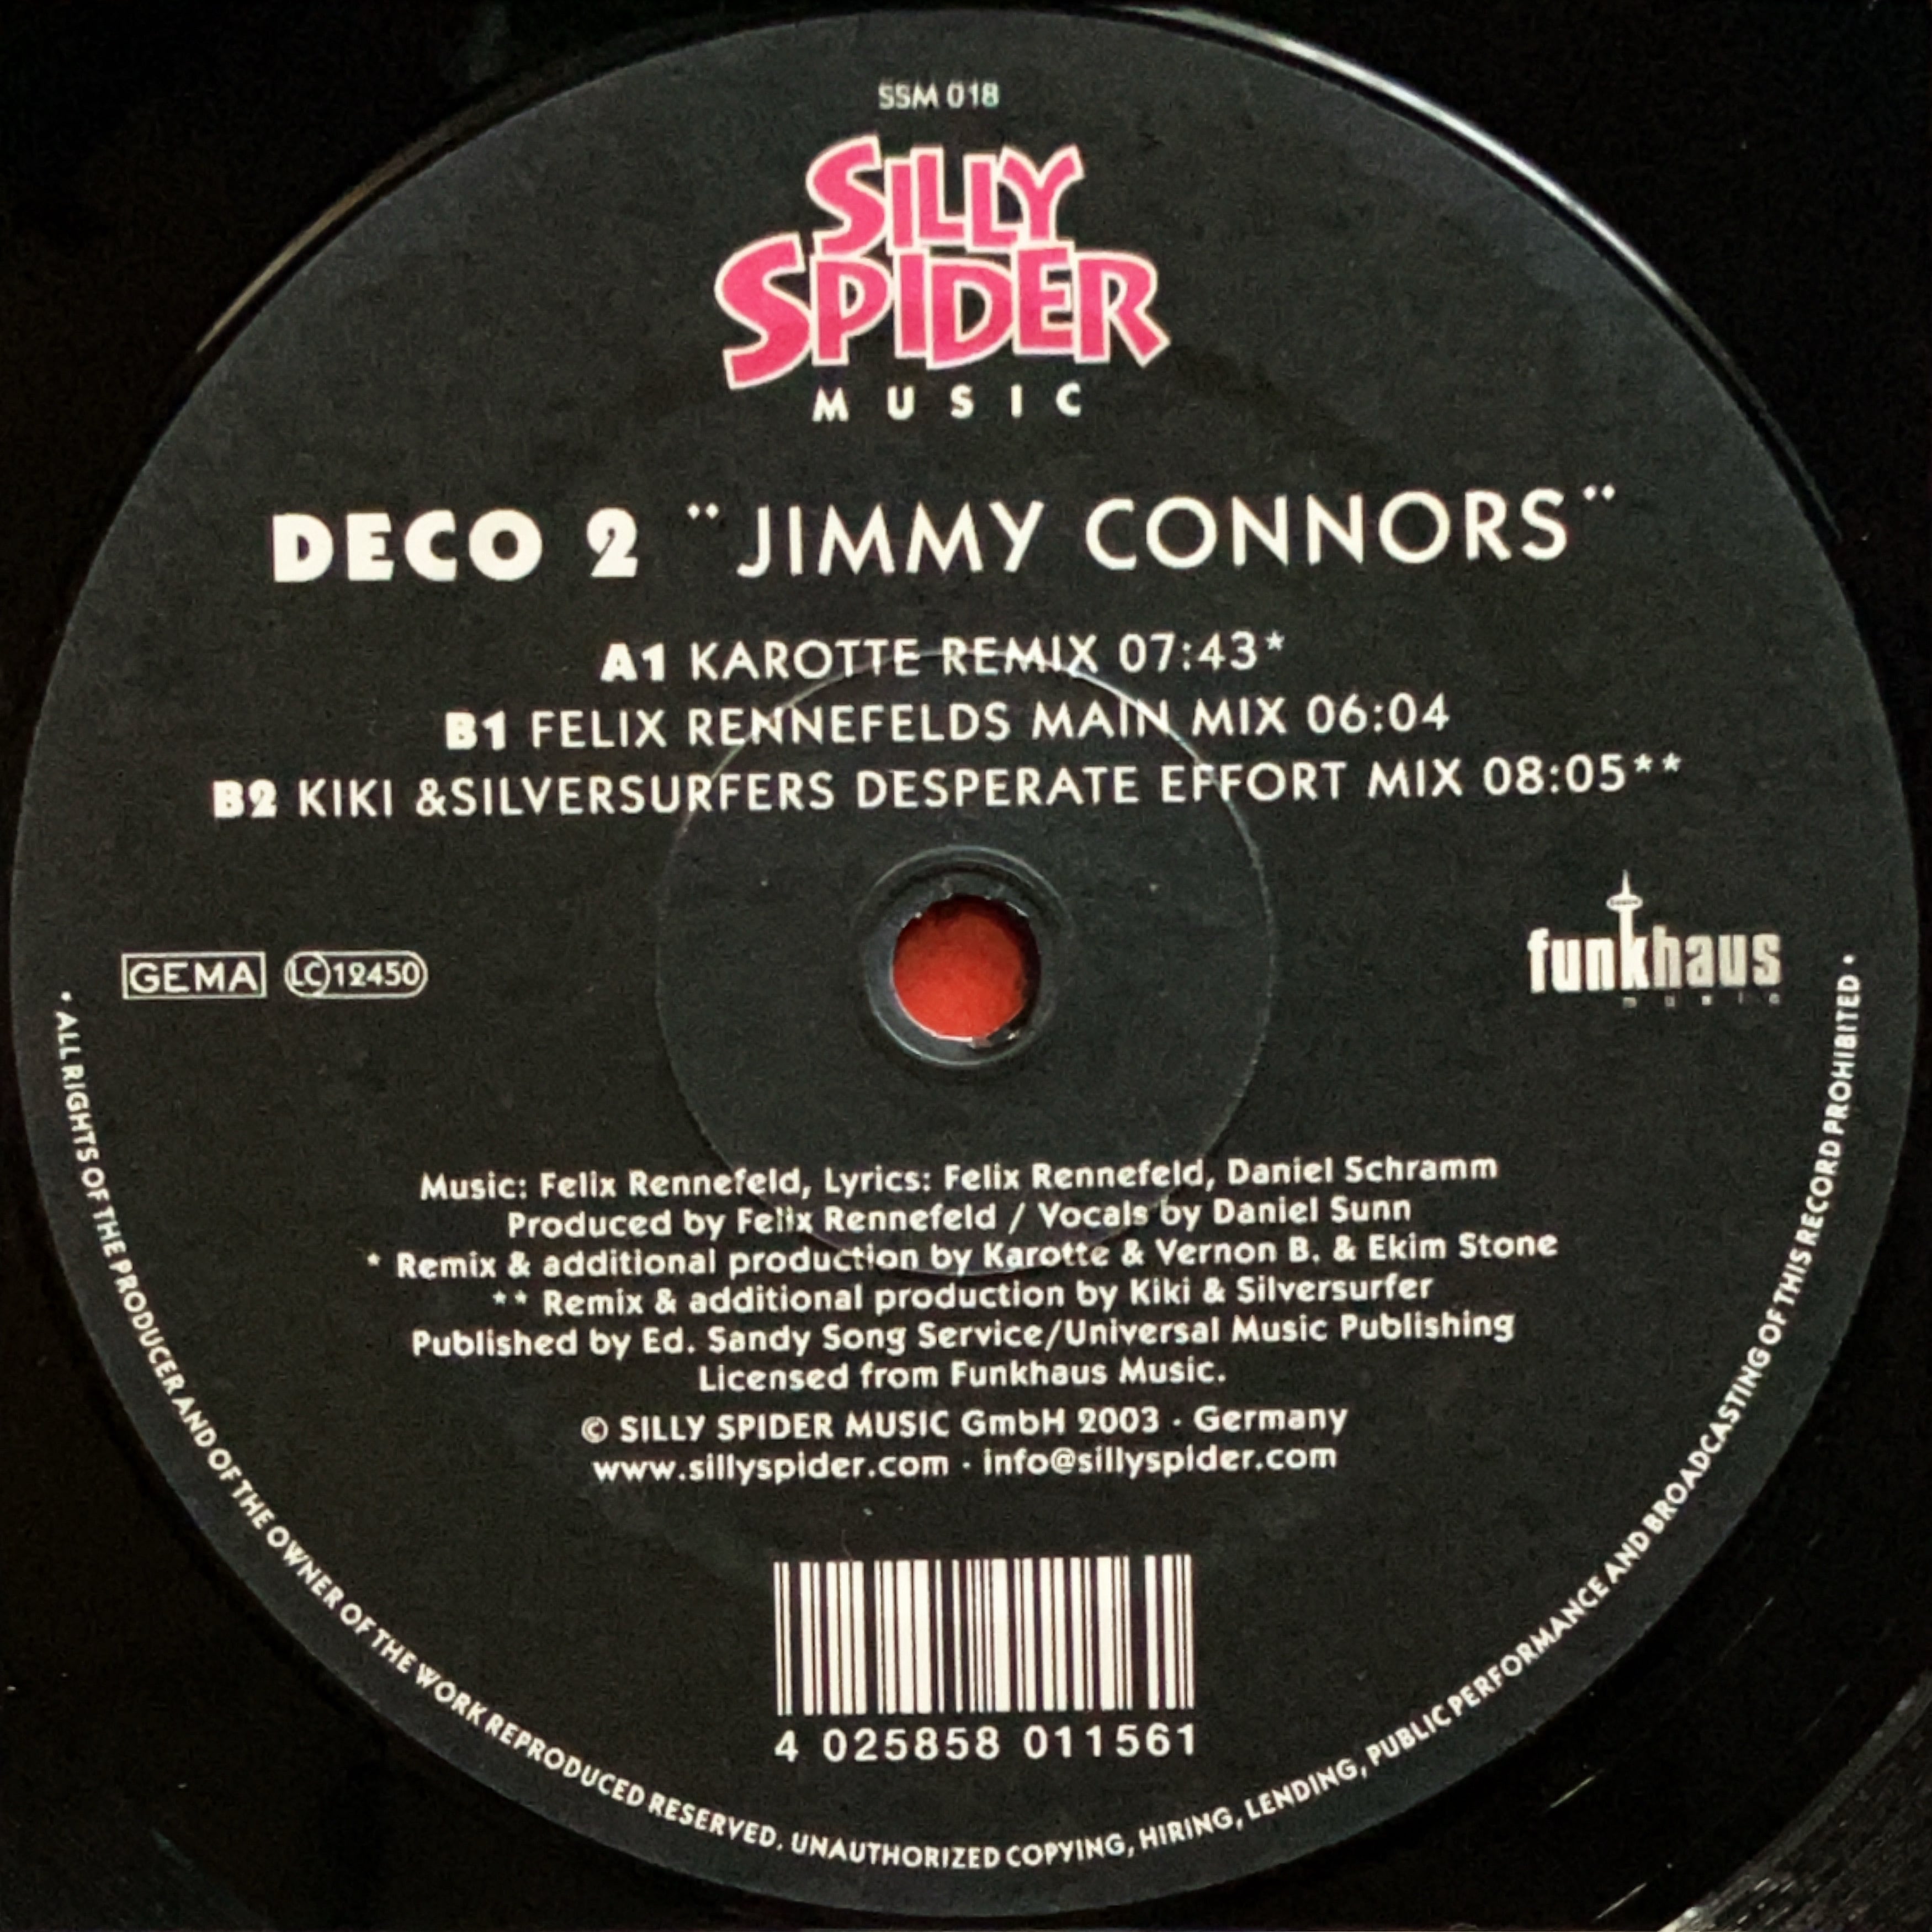 SSM 018
SILLY
SPIDER
MUSIC
DECO 2 ¨JIMMY CONNORS¨
A1 KAROTTE REMIX 07:43*
B1 FELIX RENNEFELDS MAIN MIX 06:04
B2 KIKI &SILVERSURFERS DESPERATE EFFORT MIX 08:05**
GEMA LC 12450
funkhaus
music
Music: Felix Rennefeld, Lyrics: Felix Rennefeld, Daniel Schramm
Produced by Felix Rennefeld / Vocals by Daniel Sunn
* Remix & additional production by Karotte & Vernon B. & Ekim Stone
** Remix & additional production by Kiki & Silversurfer
Published by Ed. Sandy Song Service/Universal Music Publishing
Licensed from Funkhaus Music.
© SILLY SPIDER MUSIC GmbH 2003 · Germany
www.sillyspider.com · info@sillyspider.com
4 025858 011561
• ALL RIGHTS OF THE PRODUCER AND OF THE OWNER OF THE WORK REPRODUCED RESERVED. UNAUTHORIZED COPYING, HIRING, LENDING, PUBLIC PERFORMANCE AND BROADCASTING OF THIS RECORD PROHIBITED •